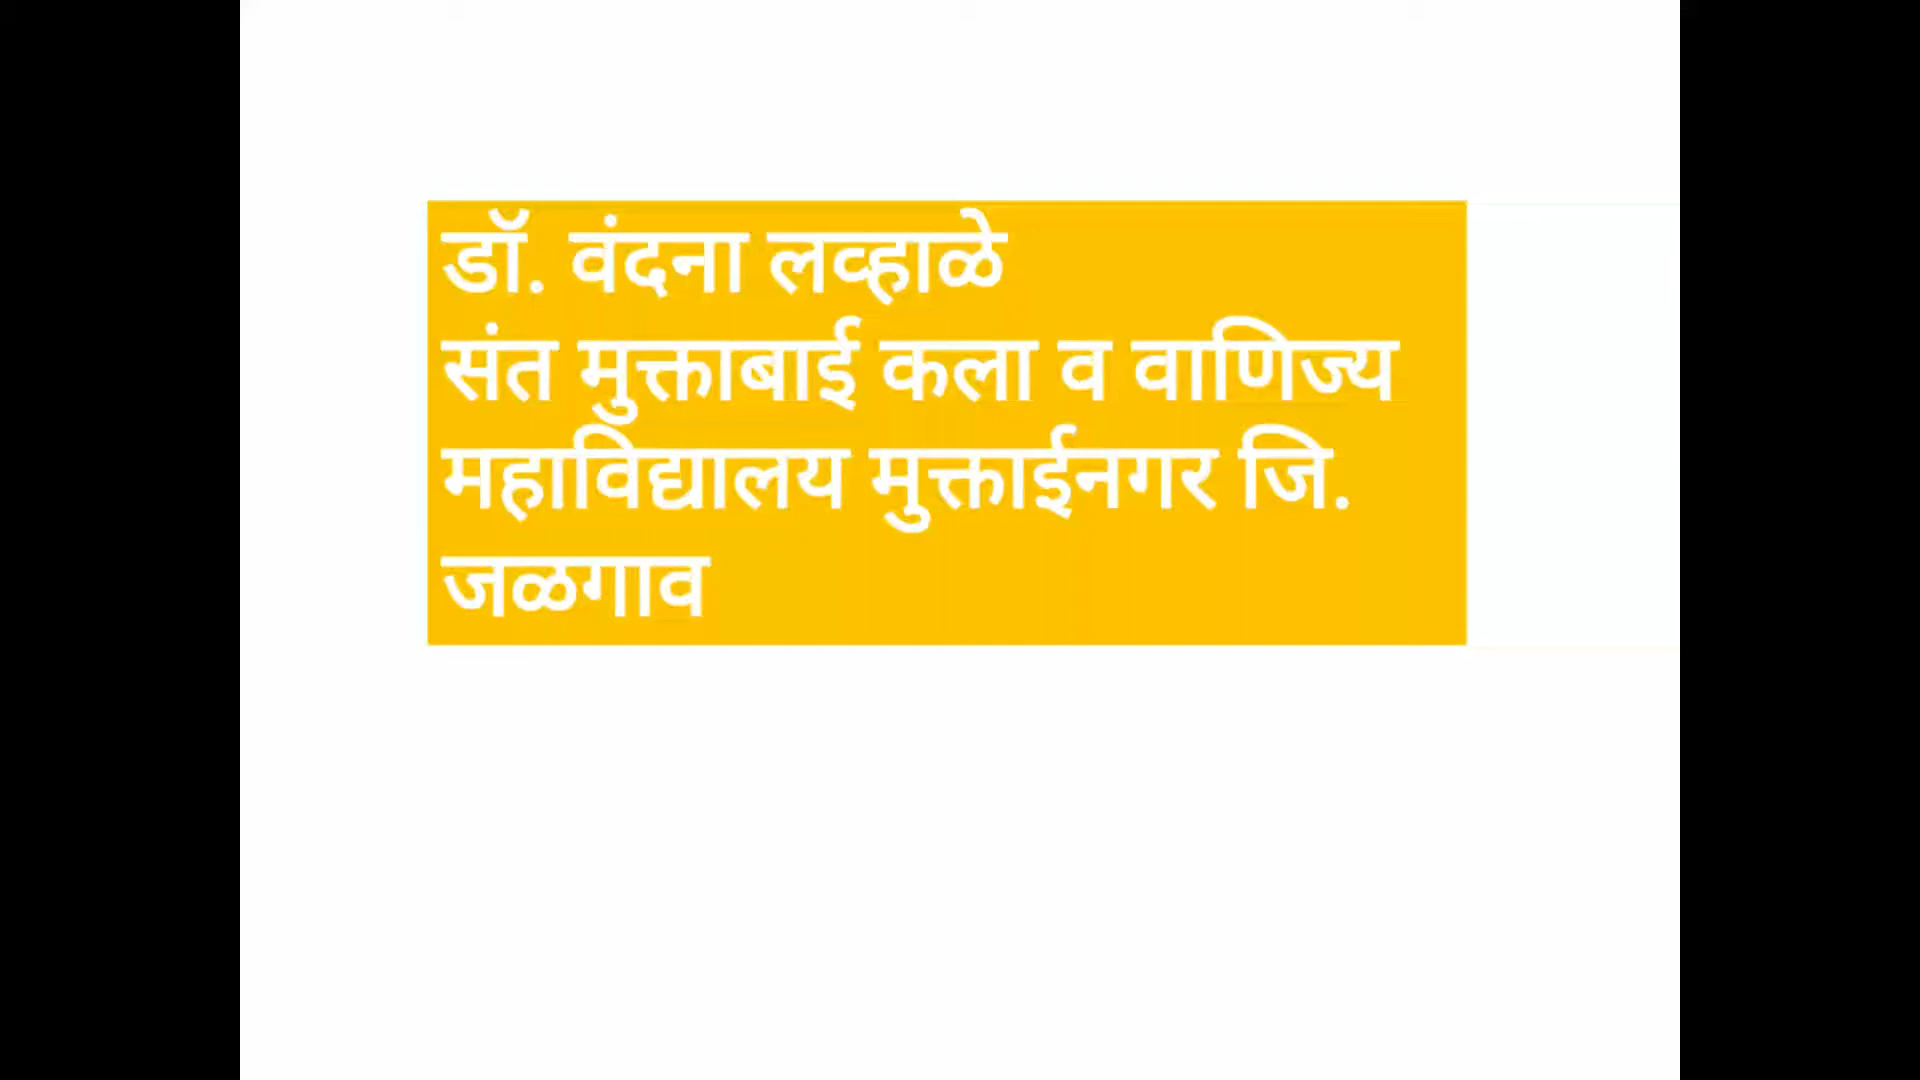 डॉ. वंदना लव्हाळे
संत मुक्ताबाई कला व वाणिज्य
महाविद्यालय मुक्ताईनगर जि.
जळगाव